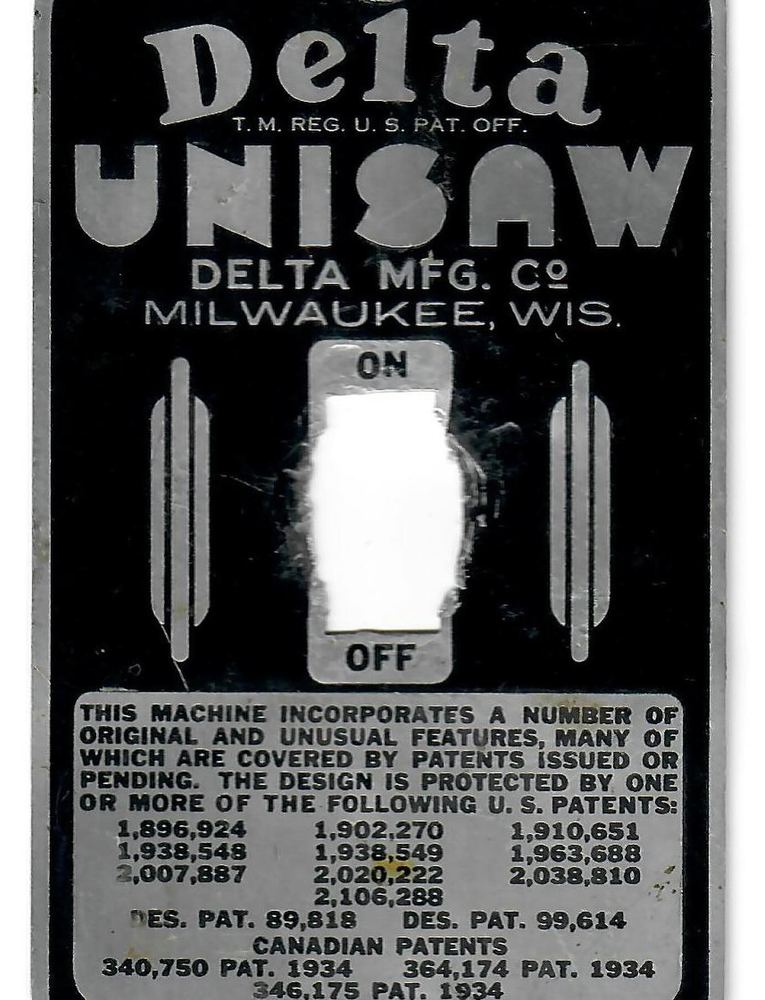 Delta
T. M. REG. U. S. PAT. OFF.
UNISAW
DELTA MFG. Cº
MILWAUKEE, WIS.
ON
OFF
THIS MACHINE INCORPORATES A NUMBER OF
ORIGINAL AND UNUSUAL FEATURES, MANY OF
WHICH ARE COVERED BY PATENTS ISSUED OR
PENDING. THE DESIGN IS PROTECTED BY ONE
OR MORE OF THE FOLLOWING U. S. PATENTS:
1,896,924 1,902,270 1,910,651
1,938,548 1,938,549 1,963,688
2,007,887 2,020,222 2,038,810
2,106,288
DES. PAT. 89,818 DES. PAT. 99,614
CANADIAN PATENTS
340,750 PAT. 1934 364,174 PAT. 1934
346,175 PAT. 1934